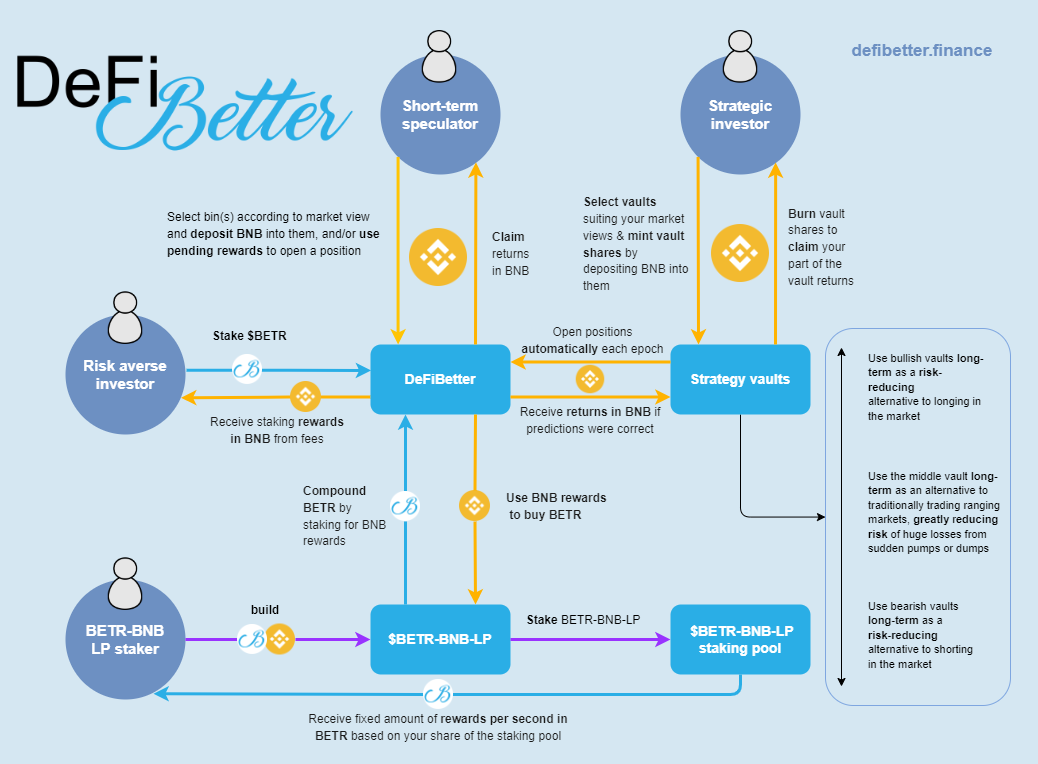 DeFi
Better
defibetter.finance
Short-term
speculator
Strategic
investor
Select bin(s) according to market view
and deposit BNB into them, and/or use
pending rewards to open a position
Claim
returns
in BNB
Select vaults
suiting your market
views & mint vault
shares by
depositing BNB into
them
Burn vault
shares to
claim your
part of the
vault returns
Risk averse
investor
Stake $BETR
B
Receive staking rewards
in BNB from fees
DeFiBetter
Open positions
automatically each epoch
Receive returns in BNB if
predictions were correct
Strategy vaults
Use bullish vaults long-
term as a risk-
reducing
alternative to longing in
the market
Use the middle vault long-
term as an alternative to
traditionally trading ranging
markets, greatly reducing
risk of huge losses from
sudden pumps or dumps
Use bearish vaults
long-term as a
risk-reducing
alternative to shorting
in the market
Compound
BETR by
staking for BNB
rewards
B
Use BNB rewards
to buy BETR
BETR-BNB
LP staker
build
B
$BETR-BNB-LP
Stake BETR-BNB-LP
$BETR-BNB-LP
staking pool
B
Receive fixed amount of rewards per second in
BETR based on your share of the staking pool